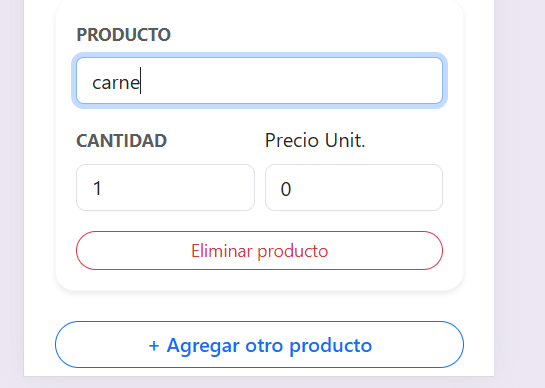 PRODUCTO
carne
CANTIDAD Precio Unit.
1 0
Eliminar producto
+ Agregar otro producto